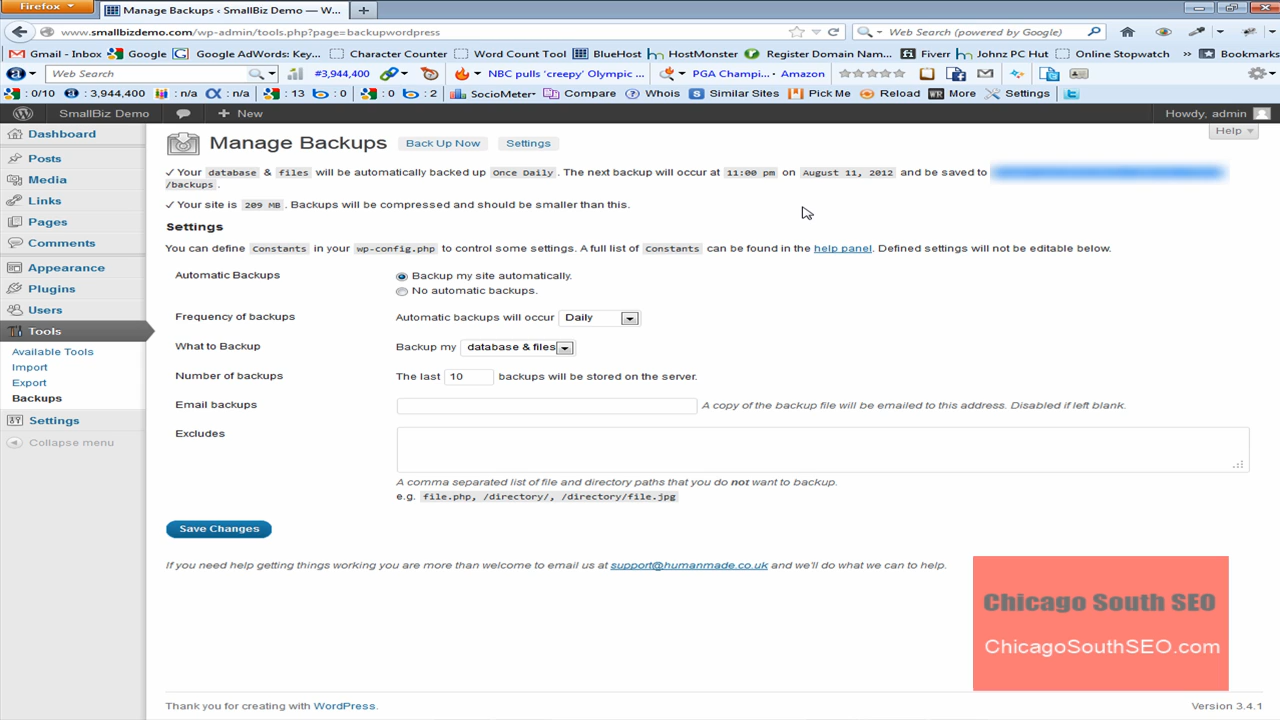 Firefox
Manage Backups ‹ SmallBiz Demo — W...
www.smallbizdemo.com/wp-admin/tools.php?page=backupwordpress
Web Search (powered by Google)
Gmail - Inbox Google Google AdWords: Key... Character Counter Word Count Tool BlueHost HostMonster Register Domain Nam... Fiverr Johnz PC Hut Online Stopwatch Bookmarks
Web Search #3,944,400 NBC pulls 'creepy' Olympic ... PGA Champi... Amazon
: 0/10 3,944,400 : n/a : n/a : 13 : 0 : 0 : 2 SocioMeter Compare Whois Similar Sites Pick Me Reload More Settings
SmallBiz Demo + New Howdy, admin
Help
Dashboard
Posts
Media
Links
Pages
Comments
Appearance
Plugins
Users
Tools
Available Tools
Import
Export
Backups
Settings
Collapse menu
Manage Backups Back Up Now Settings
✓ Your database & files will be automatically backed up Once Daily . The next backup will occur at 11:00 pm on August 11, 2012 and be saved to
/backups .
✓ Your site is 209 MB . Backups will be compressed and should be smaller than this.
Settings
You can define Constants in your wp-config.php to control some settings. A full list of Constants can be found in the help panel. Defined settings will not be editable below.
Automatic Backups Backup my site automatically.
No automatic backups.
Frequency of backups Automatic backups will occur Daily
What to Backup Backup my database & files
Number of backups The last 10 backups will be stored on the server.
Email backups A copy of the backup file will be emailed to this address. Disabled if left blank.
Excludes
A comma separated list of file and directory paths that you do not want to backup.
e.g. file.php, /directory/, /directory/file.jpg
Save Changes
If you need help getting things working you are more than welcome to email us at support@humanmade.co.uk and we'll do what we can to help.
Chicago South SEO
ChicagoSouthSEO.com
Thank you for creating with WordPress. Version 3.4.1